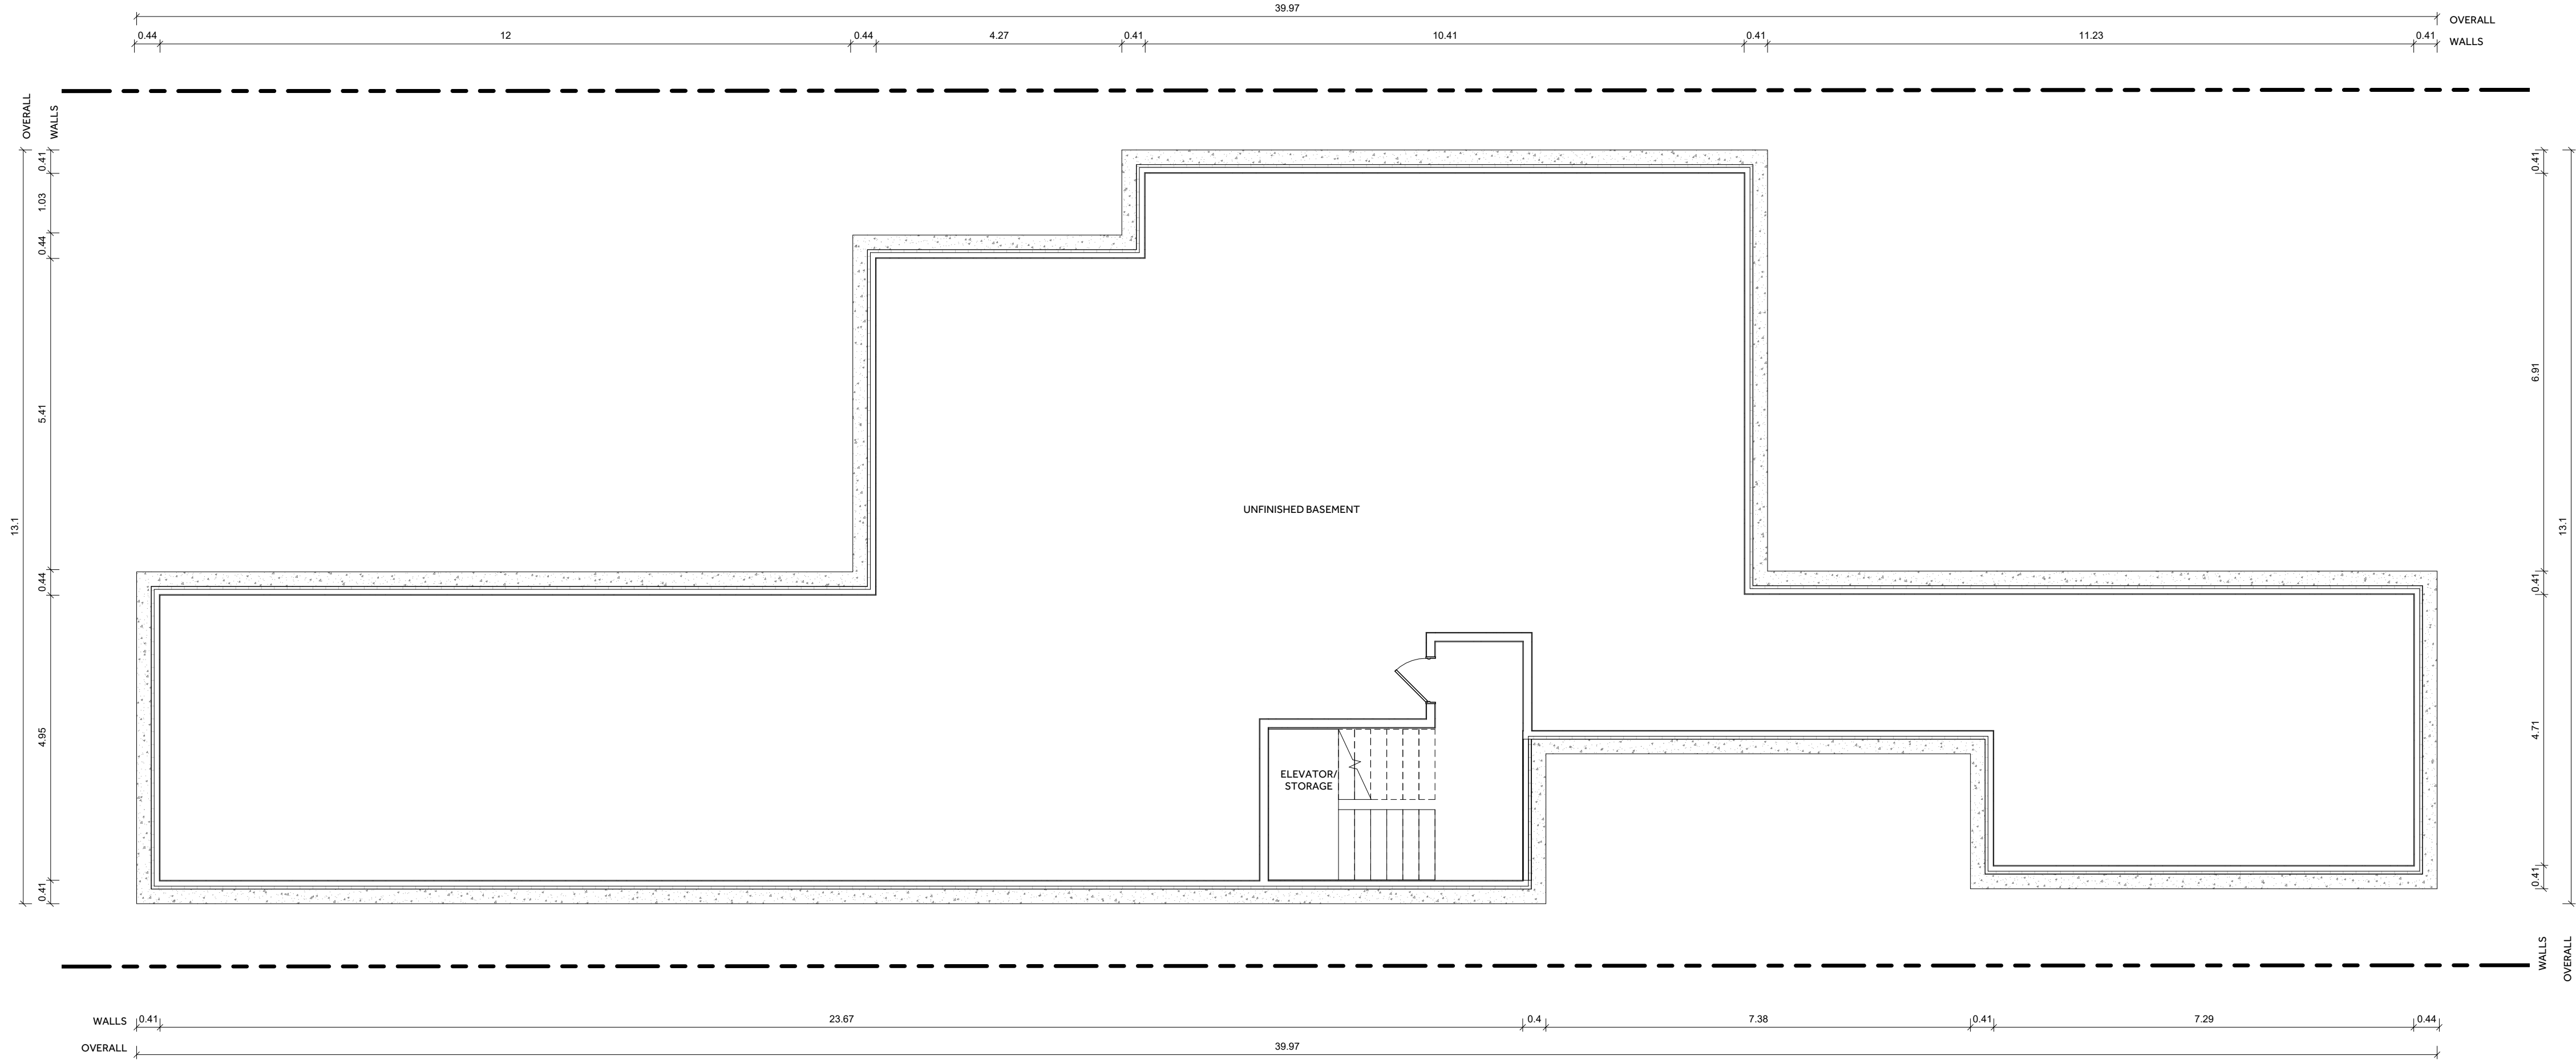 39.97
OVERALL
0.44
12
0.44
4.27
0.41
10.41
0.41
11.23
0.41
WALLS
OVERALL
WALLS
0.41
1.03
0.44
5.41
13.1
0.44
4.95
0.41
UNFINISHED BASEMENT
ELEVATOR/
STORAGE
0.41
6.91
13.1
0.41
4.71
0.41
WALLS
OVERALL
WALLS
0.41
23.67
0.4
7.38
0.41
7.29
0.44
OVERALL
39.97